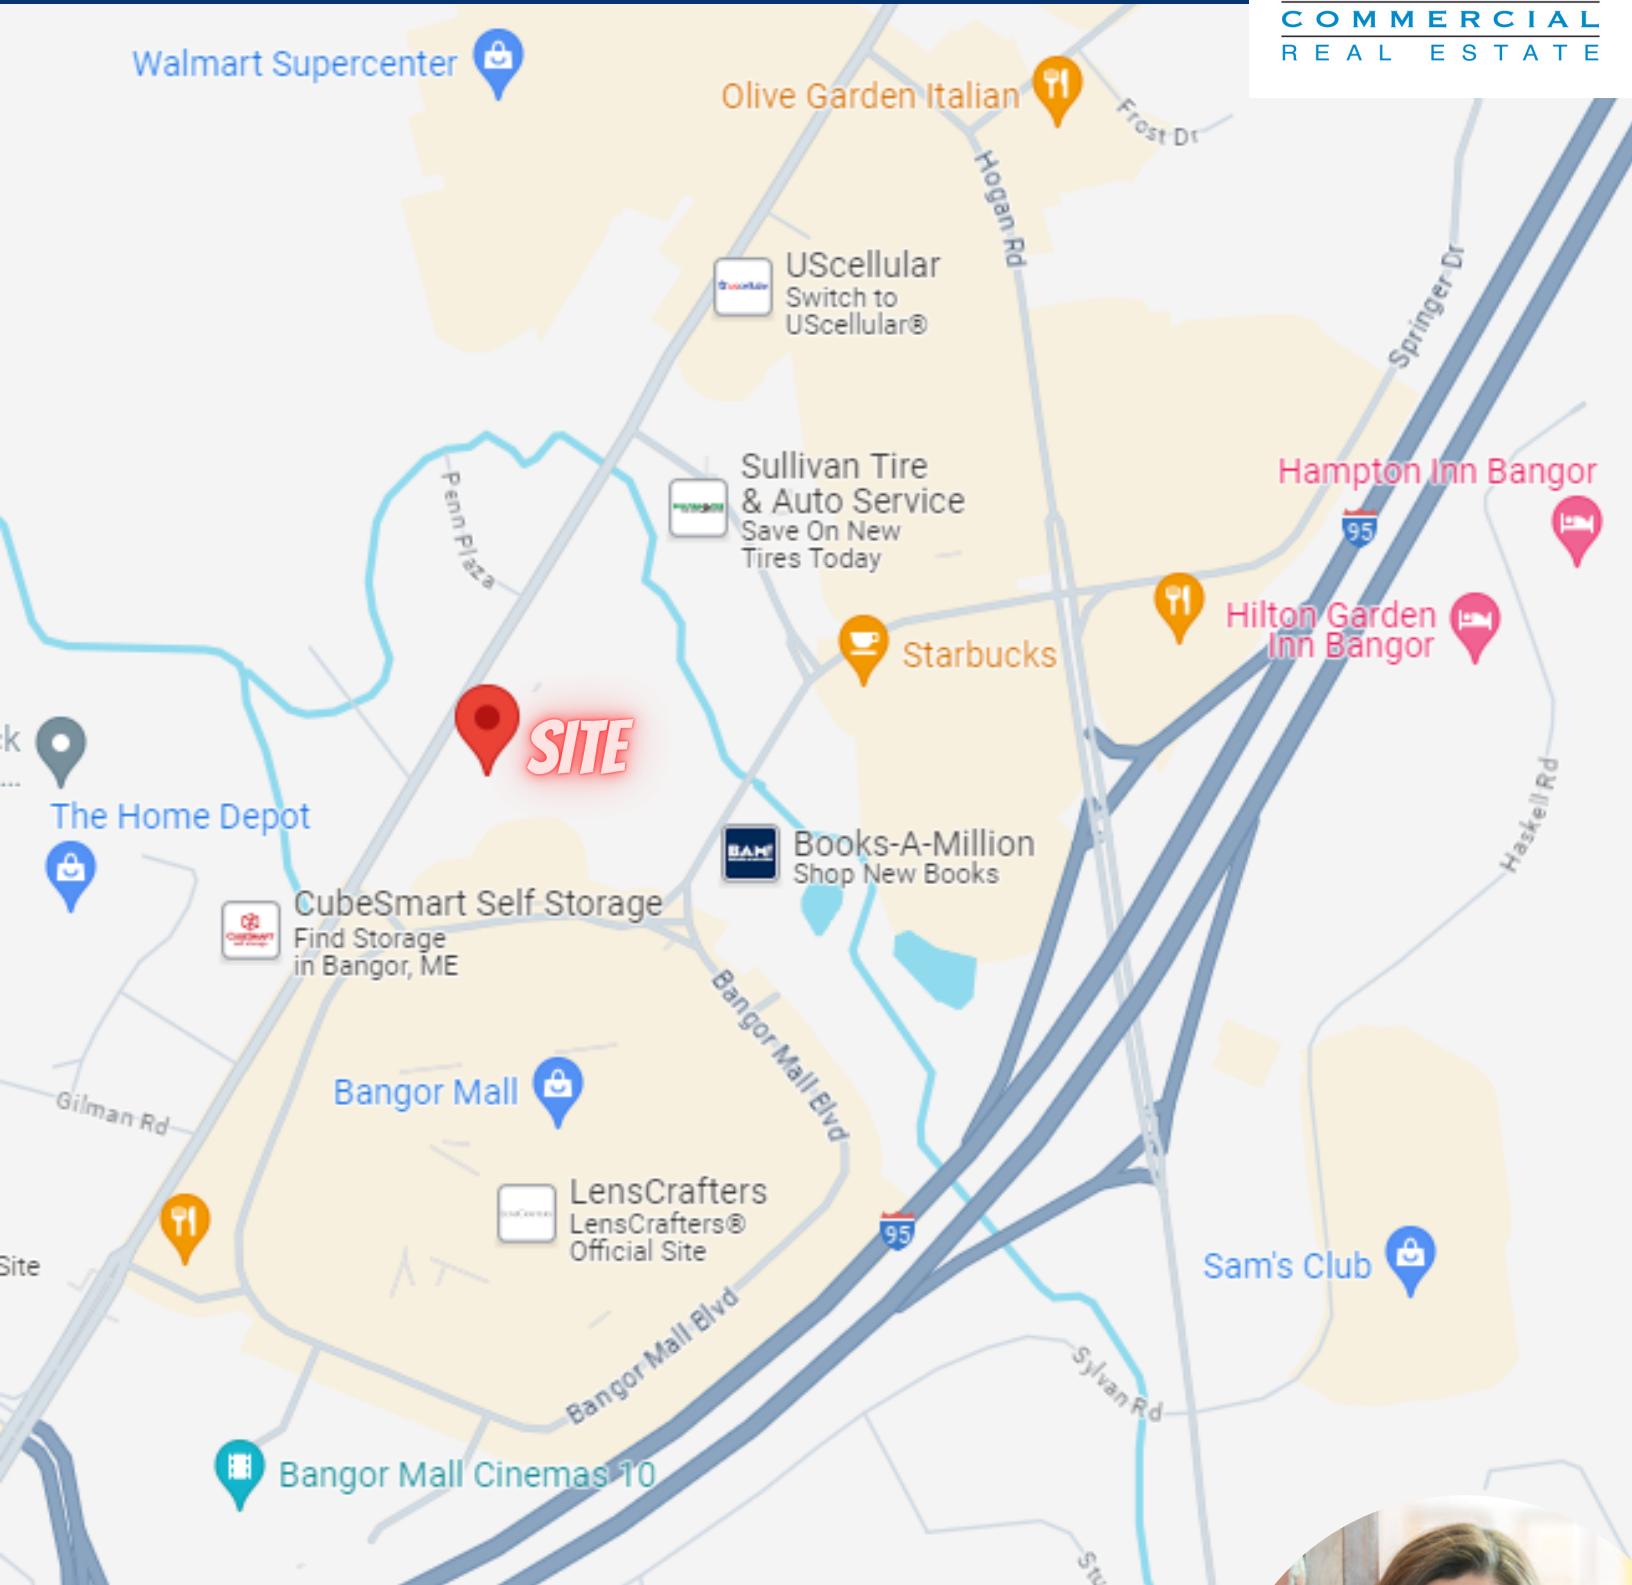 COMMERCIAL
REAL ESTATE
Walmart Supercenter
Olive Garden Italian
Frost Dr
Hogan Rd
UScellular
Switch to
UScellular®
Springer Dr
Sullivan Tire
& Auto Service
Save On New
Tires Today
Penn Plaza
Hampton Inn Bangor
95
Hilton Garden
Inn Bangor
Starbucks
SITE
The Home Depot
BAM!
Books-A-Million
Shop New Books
Haskell Rd
CubeSmart Self Storage
Find Storage
in Bangor, ME
Bangor Mall Blvd
Bangor Mall
Gilman Rd
LensCrafters
LensCrafters®
Official Site
95
Site
Sam's Club
Bangor Mall Blvd
Sylvan Rd
Bangor Mall Cinemas 10